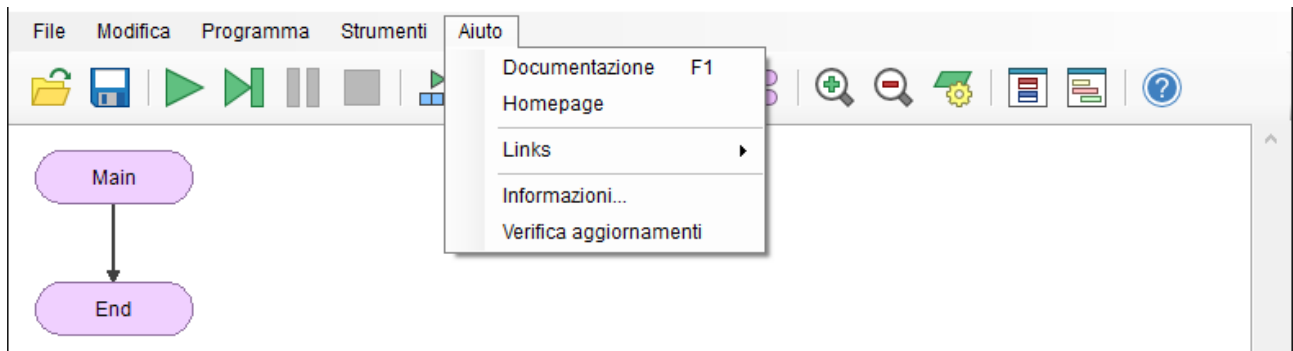 File Modifica Programma Strumenti Aiuto
Documentazione F1
Homepage
Links
Informazioni...
Verifica aggiornamenti
Main
End